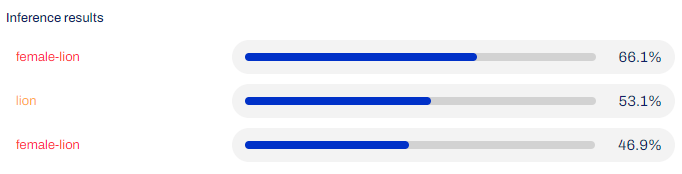 Inference results
female-lion 66.1%
lion 53.1%
female-lion 46.9%